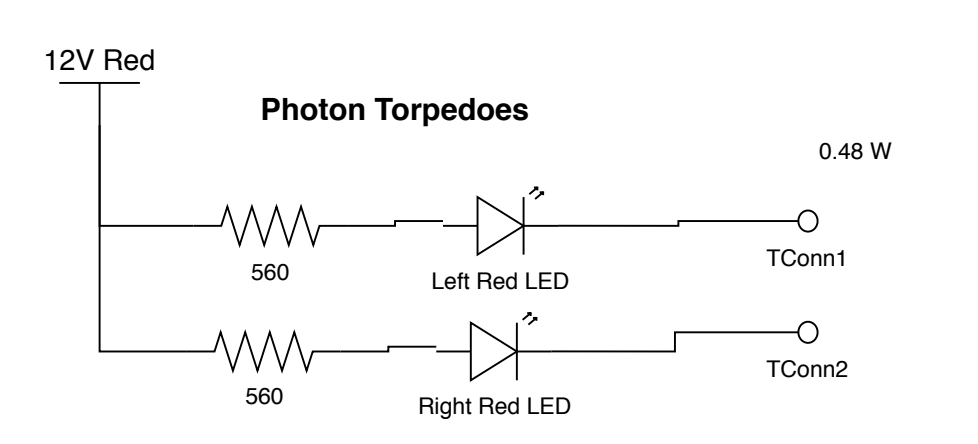 12V Red
Photon Torpedoes
0.48 W
560
Left Red LED
TConn1
560
Right Red LED
TConn2